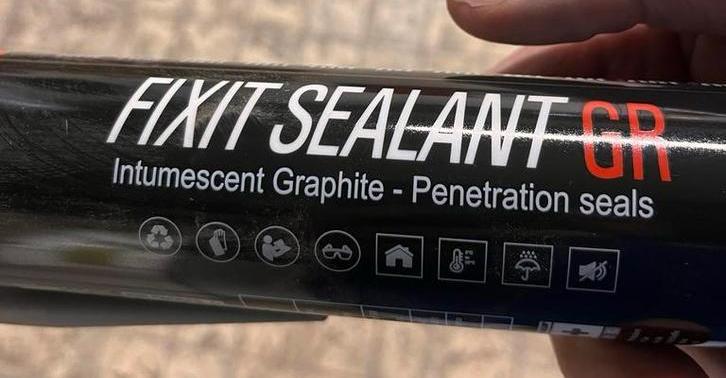 FIXIT SEALANT GR
Intumescent Graphite - Penetration seals